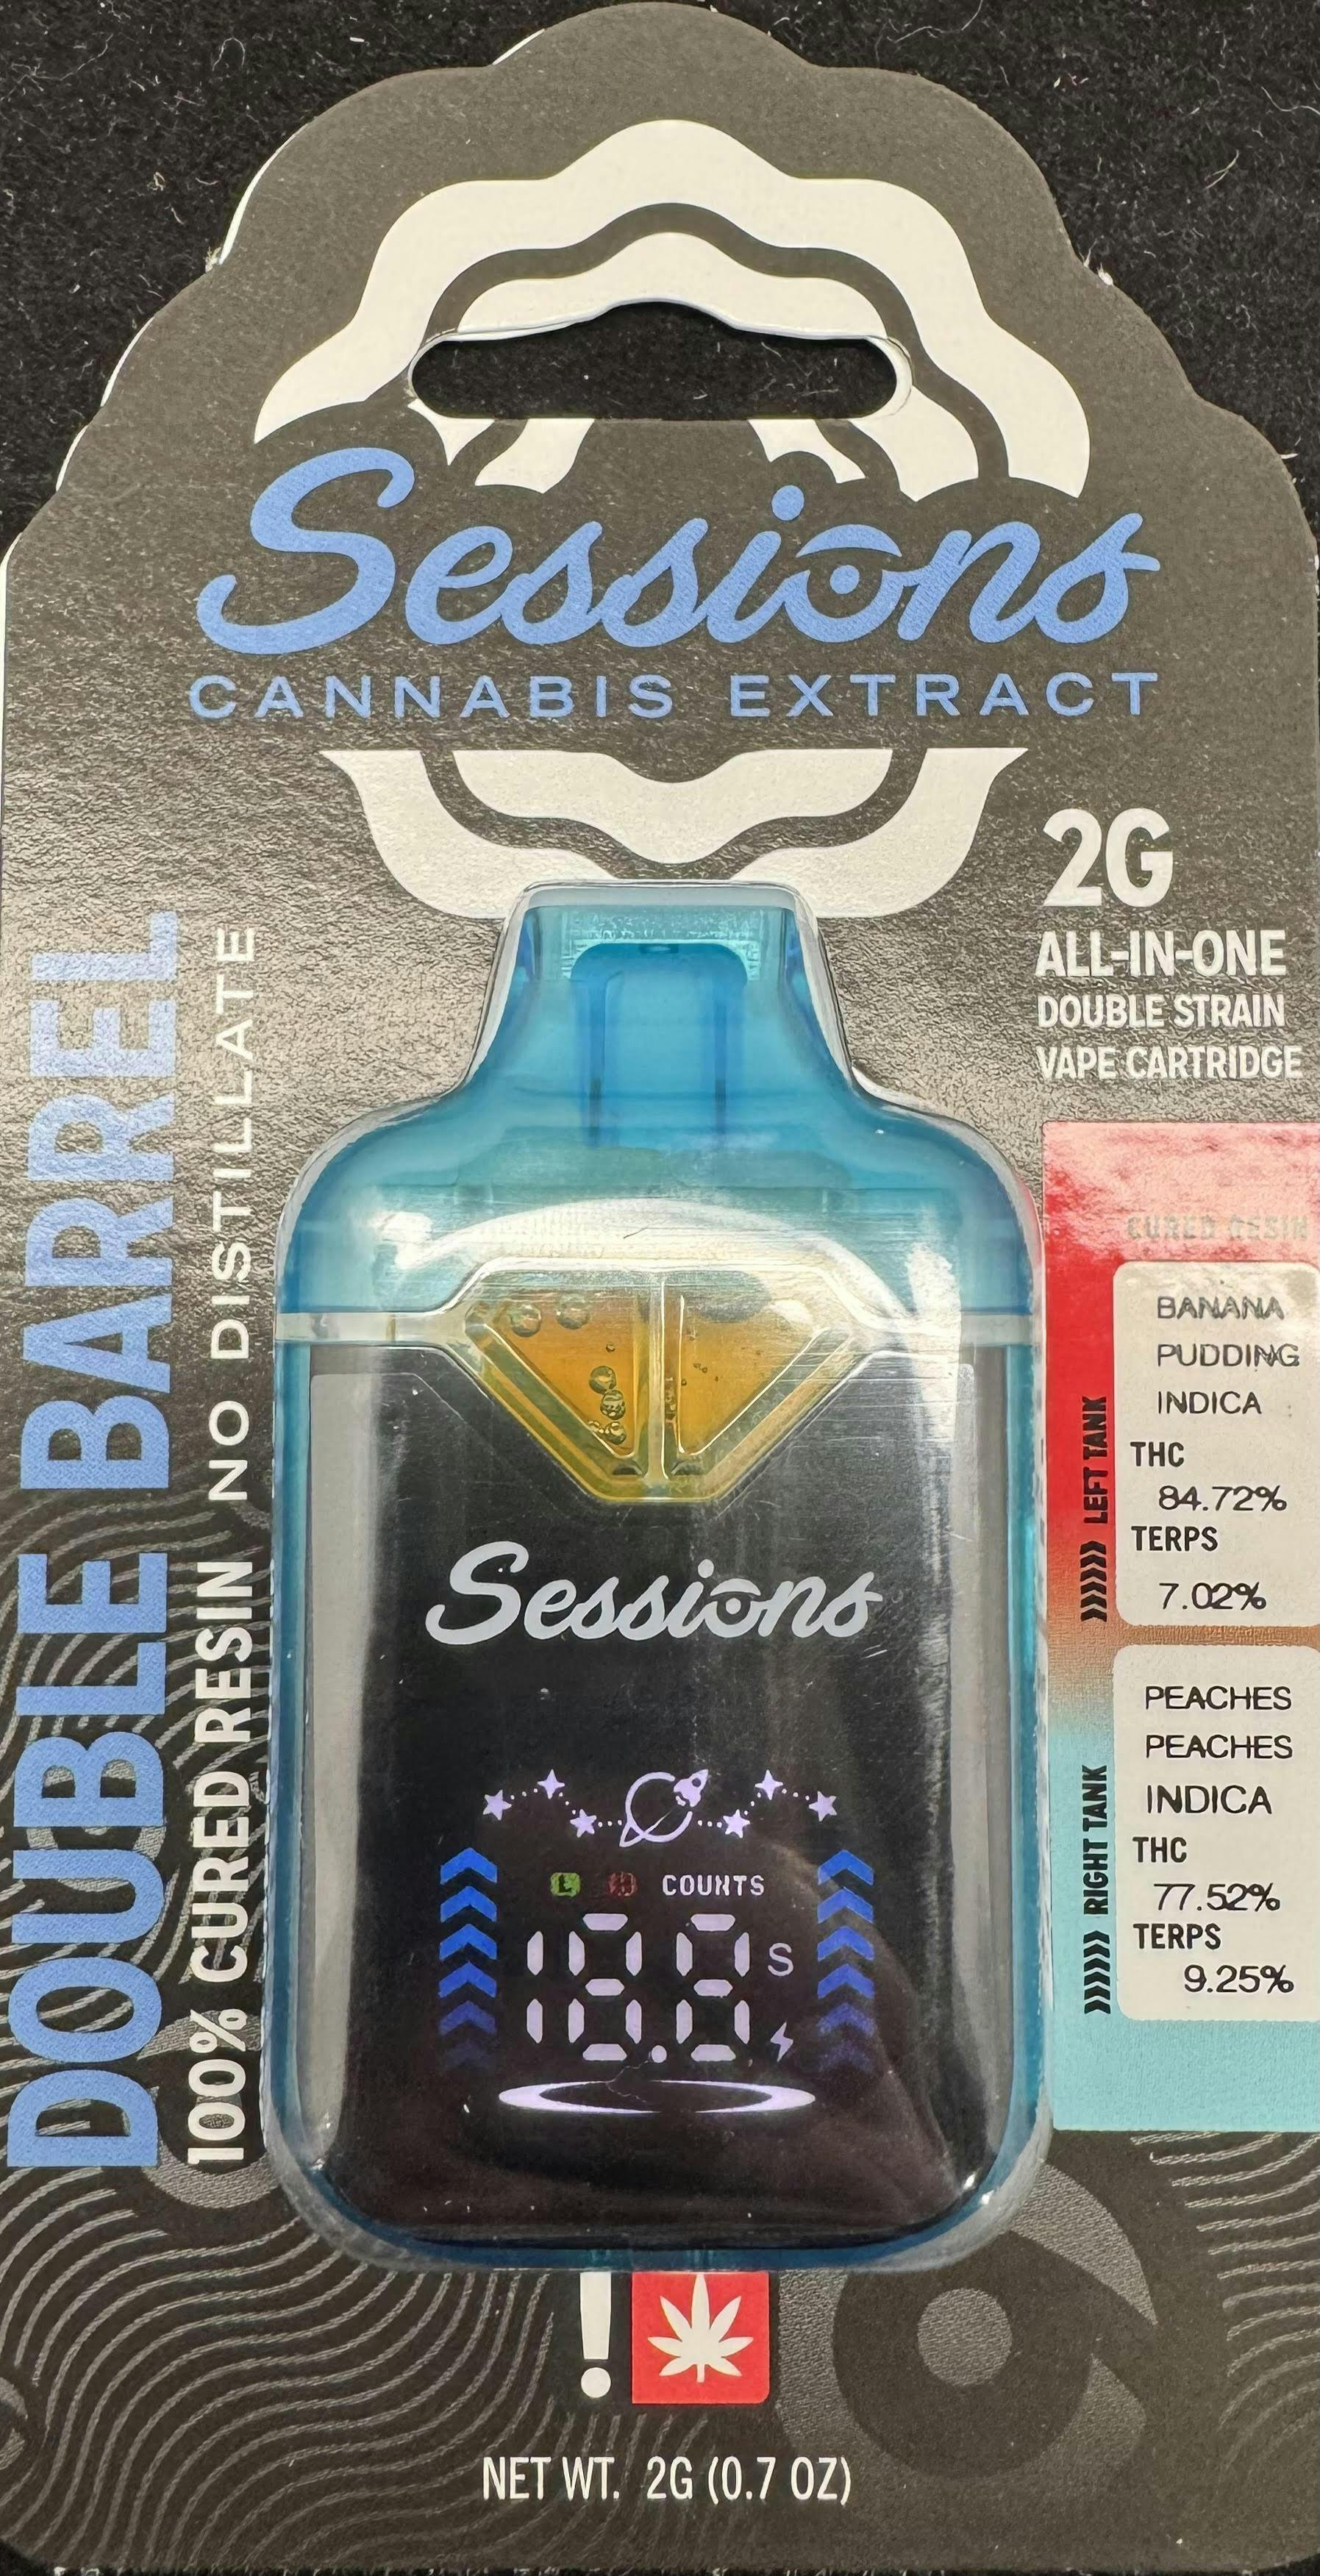 Sessions
CANNABIS EXTRACT
2G
ALL-IN-ONE
DOUBLE STRAIN
VAPE CARTRIDGE
DOUBLE BARREL
100% CURED RESIN NO DISTILLATE
CURED RESIN
LEFT TANK
BANANA
PUDDING
INDICA
THC
84.72%
TERPS
7.02%
RIGHT TANK
PEACHES
PEACHES
INDICA
THC
77.52%
TERPS
9.25%
Sessions
L
COUNTS
18.8 S
!
NET WT. 2G (0.7 OZ)